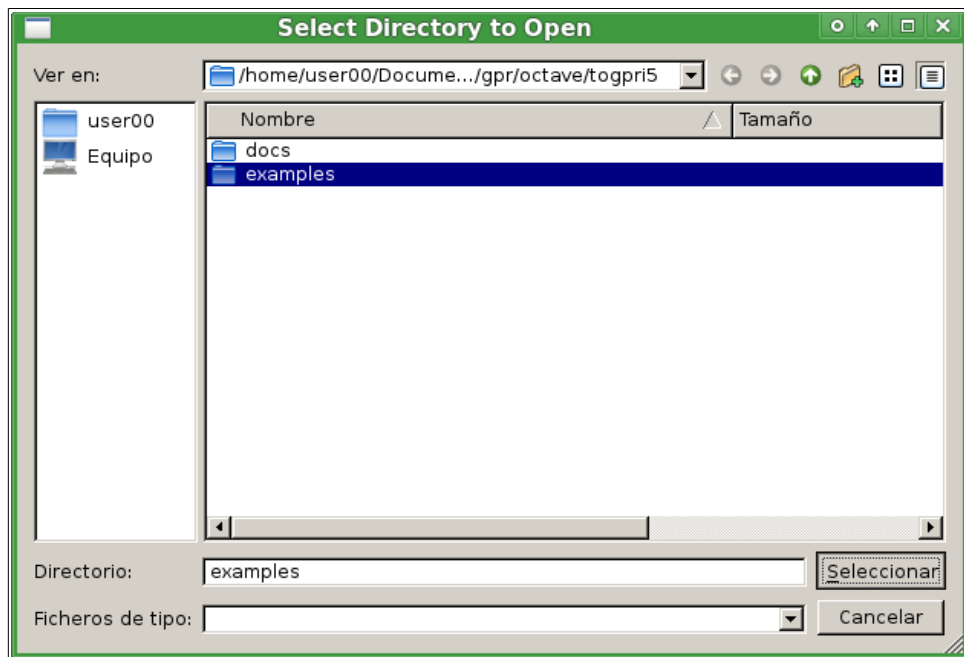 Select Directory to Open
Ver en: /home/user00/Docume.../gpr/octave/togpri5
user00
Equipo
Nombre Tamaño
docs
examples
Directorio: examples Seleccionar
Ficheros de tipo: Cancelar